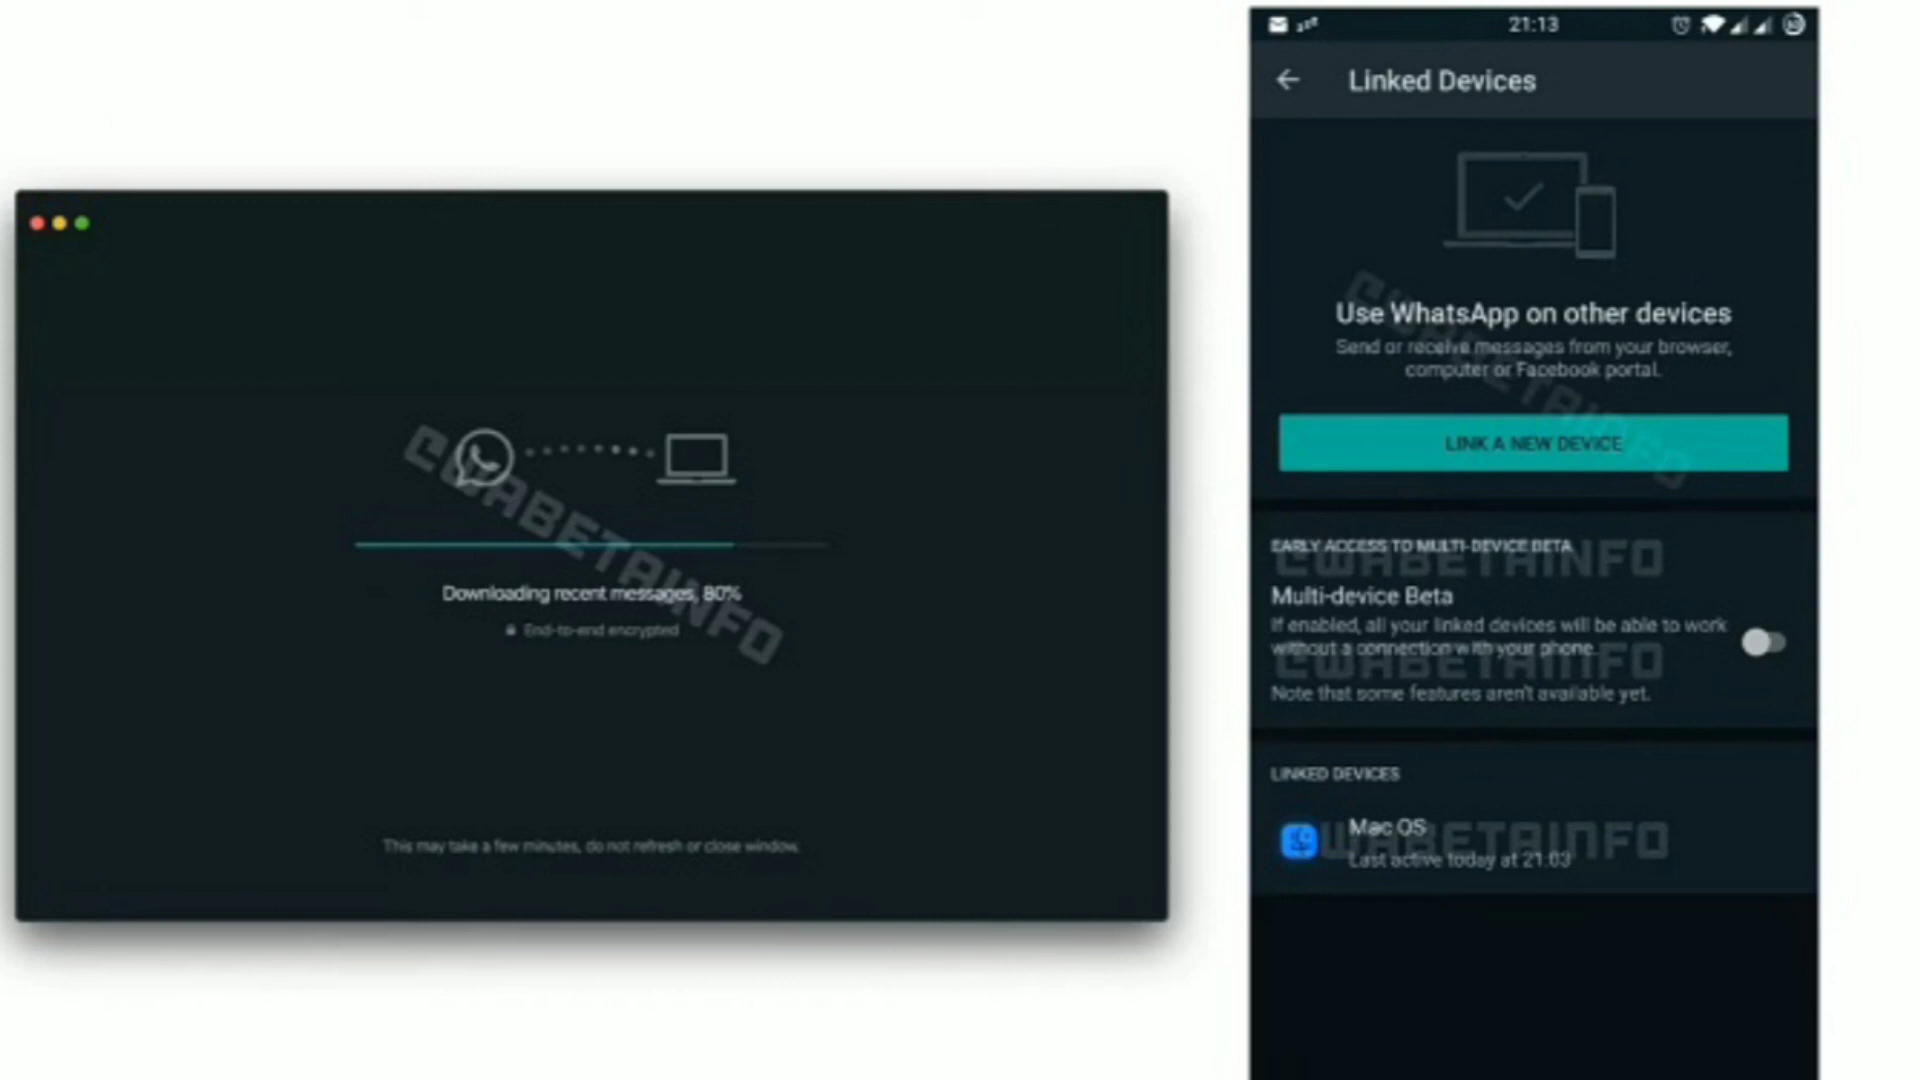 Downloading recent messages, 80%
End-to-end encrypted
This may take a few minutes, do not refresh or close window.
CWABETAINFO
21:13
Linked Devices
Use WhatsApp on other devices
Send or receive messages from your browser,
computer or Facebook portal.
LINK A NEW DEVICE
CWABETAINFO
EARLY ACCESS TO MULTI-DEVICE BETA
CWABETAINFO
Multi-device Beta
If enabled, all your linked devices will be able to work
without a connection with your phone.
CWABETAINFO
Note that some features aren't available yet.
LINKED DEVICES
Mac OS
Last active today at 21:03
WABETAINFO